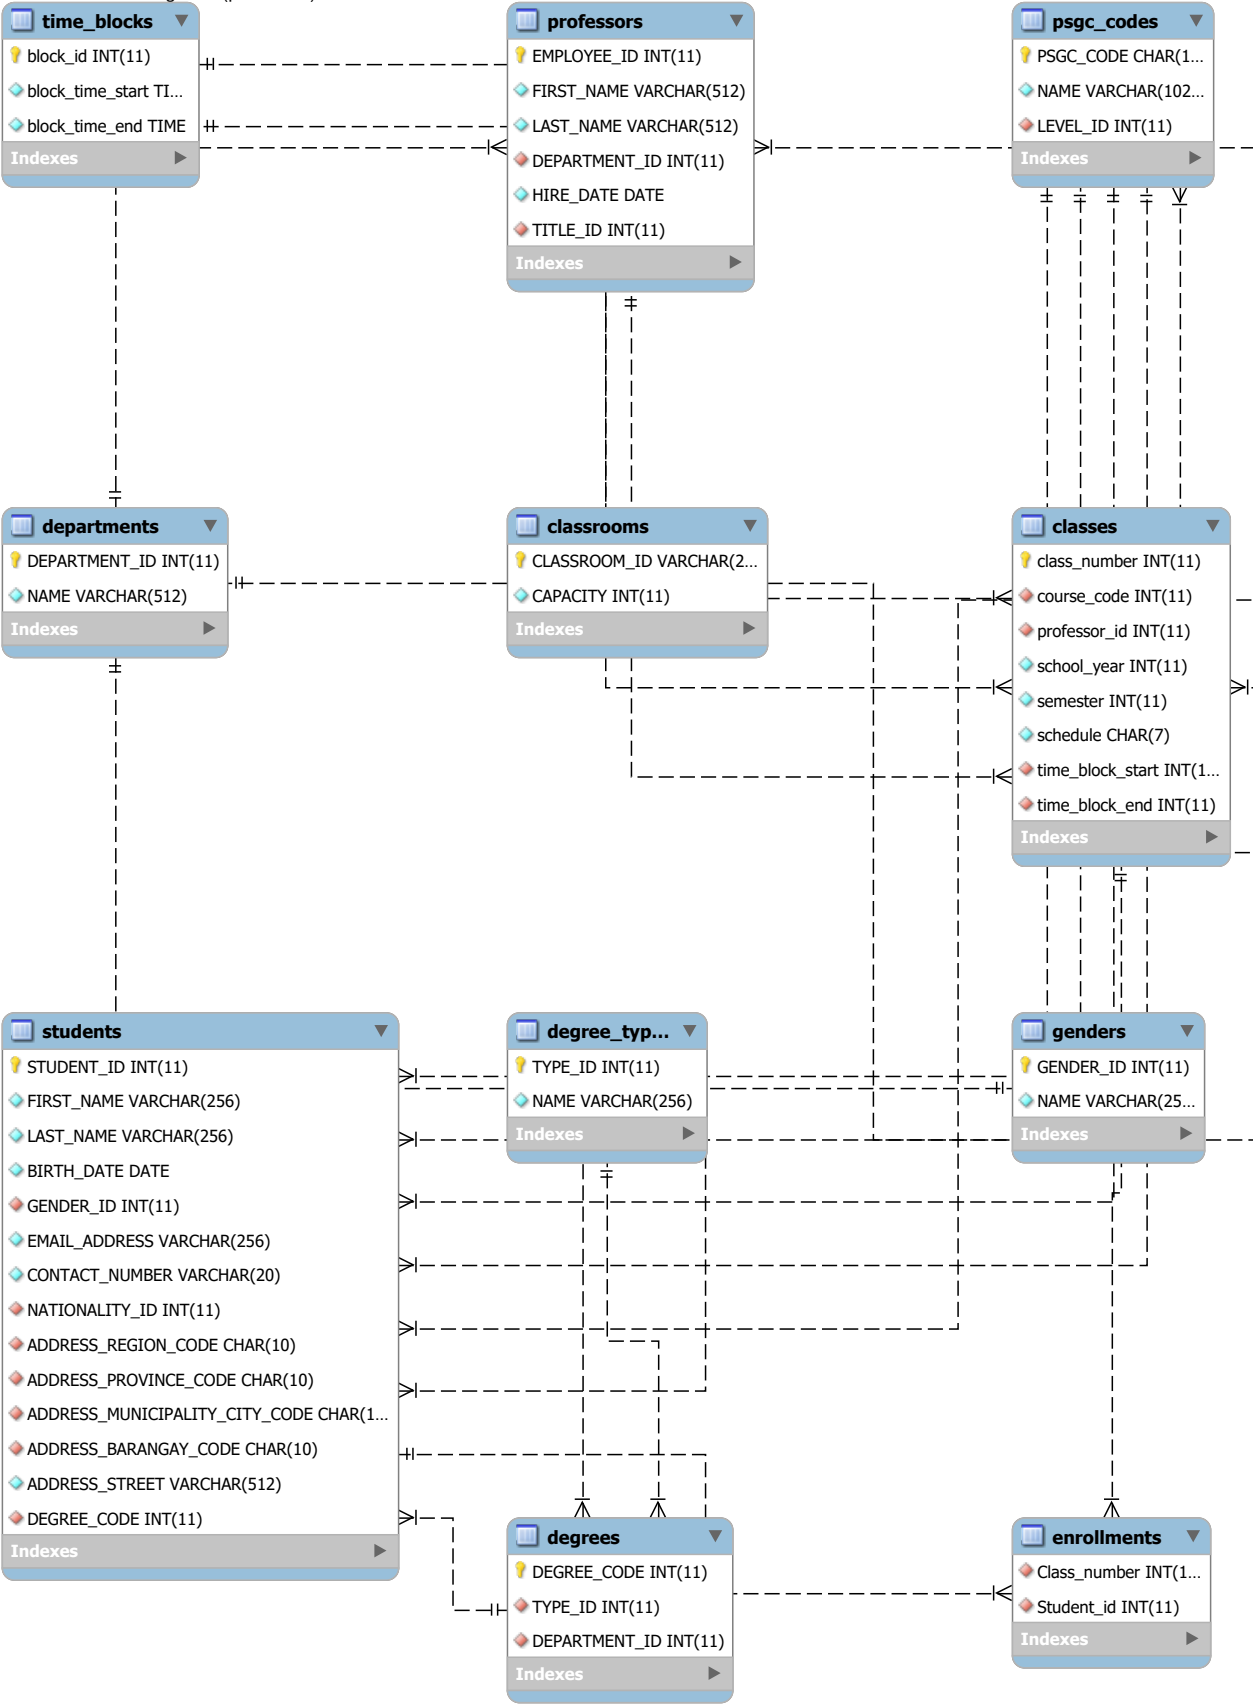 time_blocks
block_id INT(11)
block_time_start TI...
block_time_end TIME
Indexes
professors
EMPLOYEE_ID INT(11)
FIRST_NAME VARCHAR(512)
LAST_NAME VARCHAR(512)
DEPARTMENT_ID INT(11)
HIRE_DATE DATE
TITLE_ID INT(11)
Indexes
psgc_codes
PSGC_CODE CHAR(1...
NAME VARCHAR(102...
LEVEL_ID INT(11)
Indexes
departments
DEPARTMENT_ID INT(11)
NAME VARCHAR(512)
Indexes
classrooms
CLASSROOM_ID VARCHAR(2...
CAPACITY INT(11)
Indexes
classes
class_number INT(11)
course_code INT(11)
professor_id INT(11)
school_year INT(11)
semester INT(11)
schedule CHAR(7)
time_block_start INT(1...
time_block_end INT(11)
Indexes
students
STUDENT_ID INT(11)
FIRST_NAME VARCHAR(256)
LAST_NAME VARCHAR(256)
BIRTH_DATE DATE
GENDER_ID INT(11)
EMAIL_ADDRESS VARCHAR(256)
CONTACT_NUMBER VARCHAR(20)
NATIONALITY_ID INT(11)
ADDRESS_REGION_CODE CHAR(10)
ADDRESS_PROVINCE_CODE CHAR(10)
ADDRESS_MUNICIPALITY_CITY_CODE CHAR(1...
ADDRESS_BARANGAY_CODE CHAR(10)
ADDRESS_STREET VARCHAR(512)
DEGREE_CODE INT(11)
Indexes
degree_typ...
TYPE_ID INT(11)
NAME VARCHAR(256)
Indexes
genders
GENDER_ID INT(11)
NAME VARCHAR(25...
Indexes
degrees
DEGREE_CODE INT(11)
TYPE_ID INT(11)
DEPARTMENT_ID INT(11)
Indexes
enrollments
Class_number INT(1...
Student_id INT(11)
Indexes